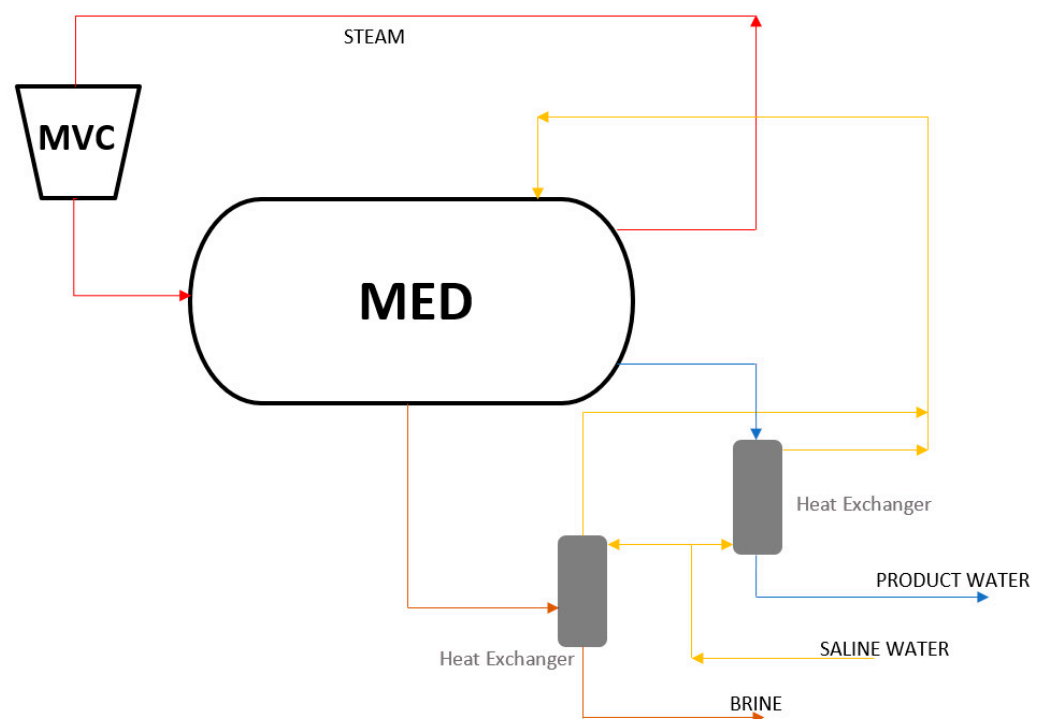 STEAM
MVC
MED
Heat Exchanger
PRODUCT WATER
SALINE WATER
Heat Exchanger
BRINE